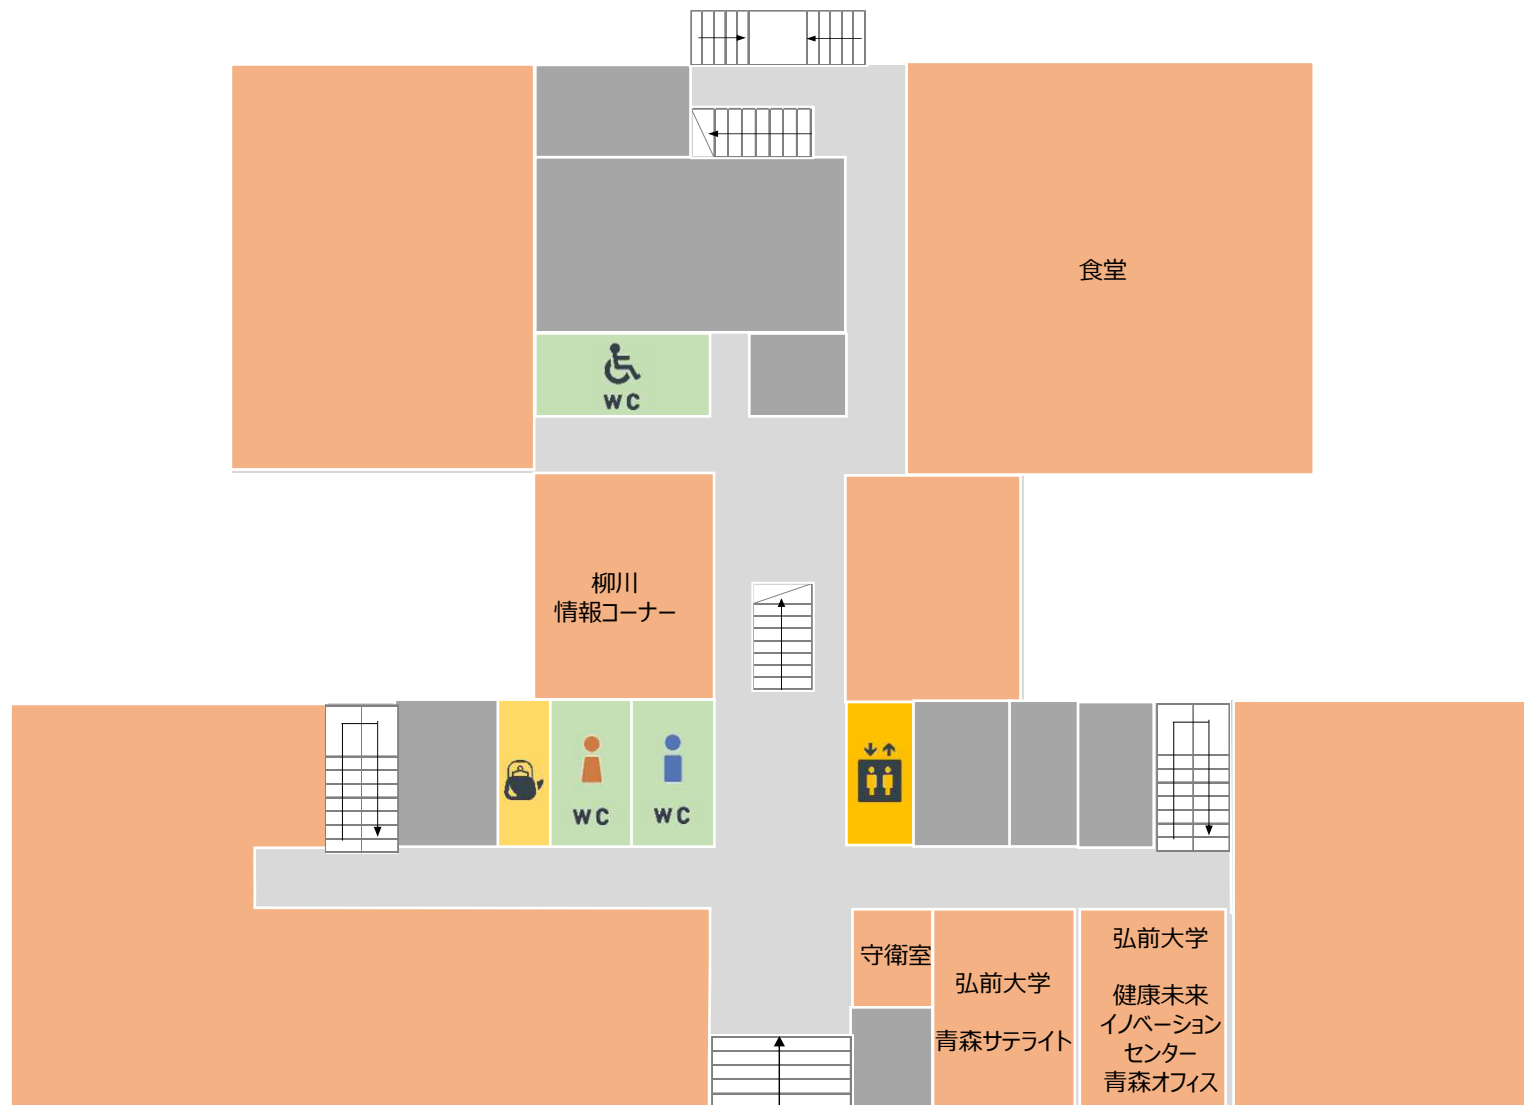 食堂
WC
柳川
情報コーナー
WC
WC
守衛室
弘前大学
青森サテライト
弘前大学
健康未来
イノベーション
センター
青森オフィス